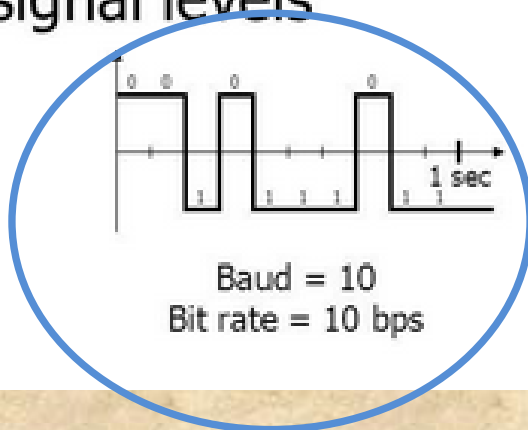 signal levels
0 0 0 0
1 sec
1 1 1 1 1 1
Baud = 10
Bit rate = 10 bps